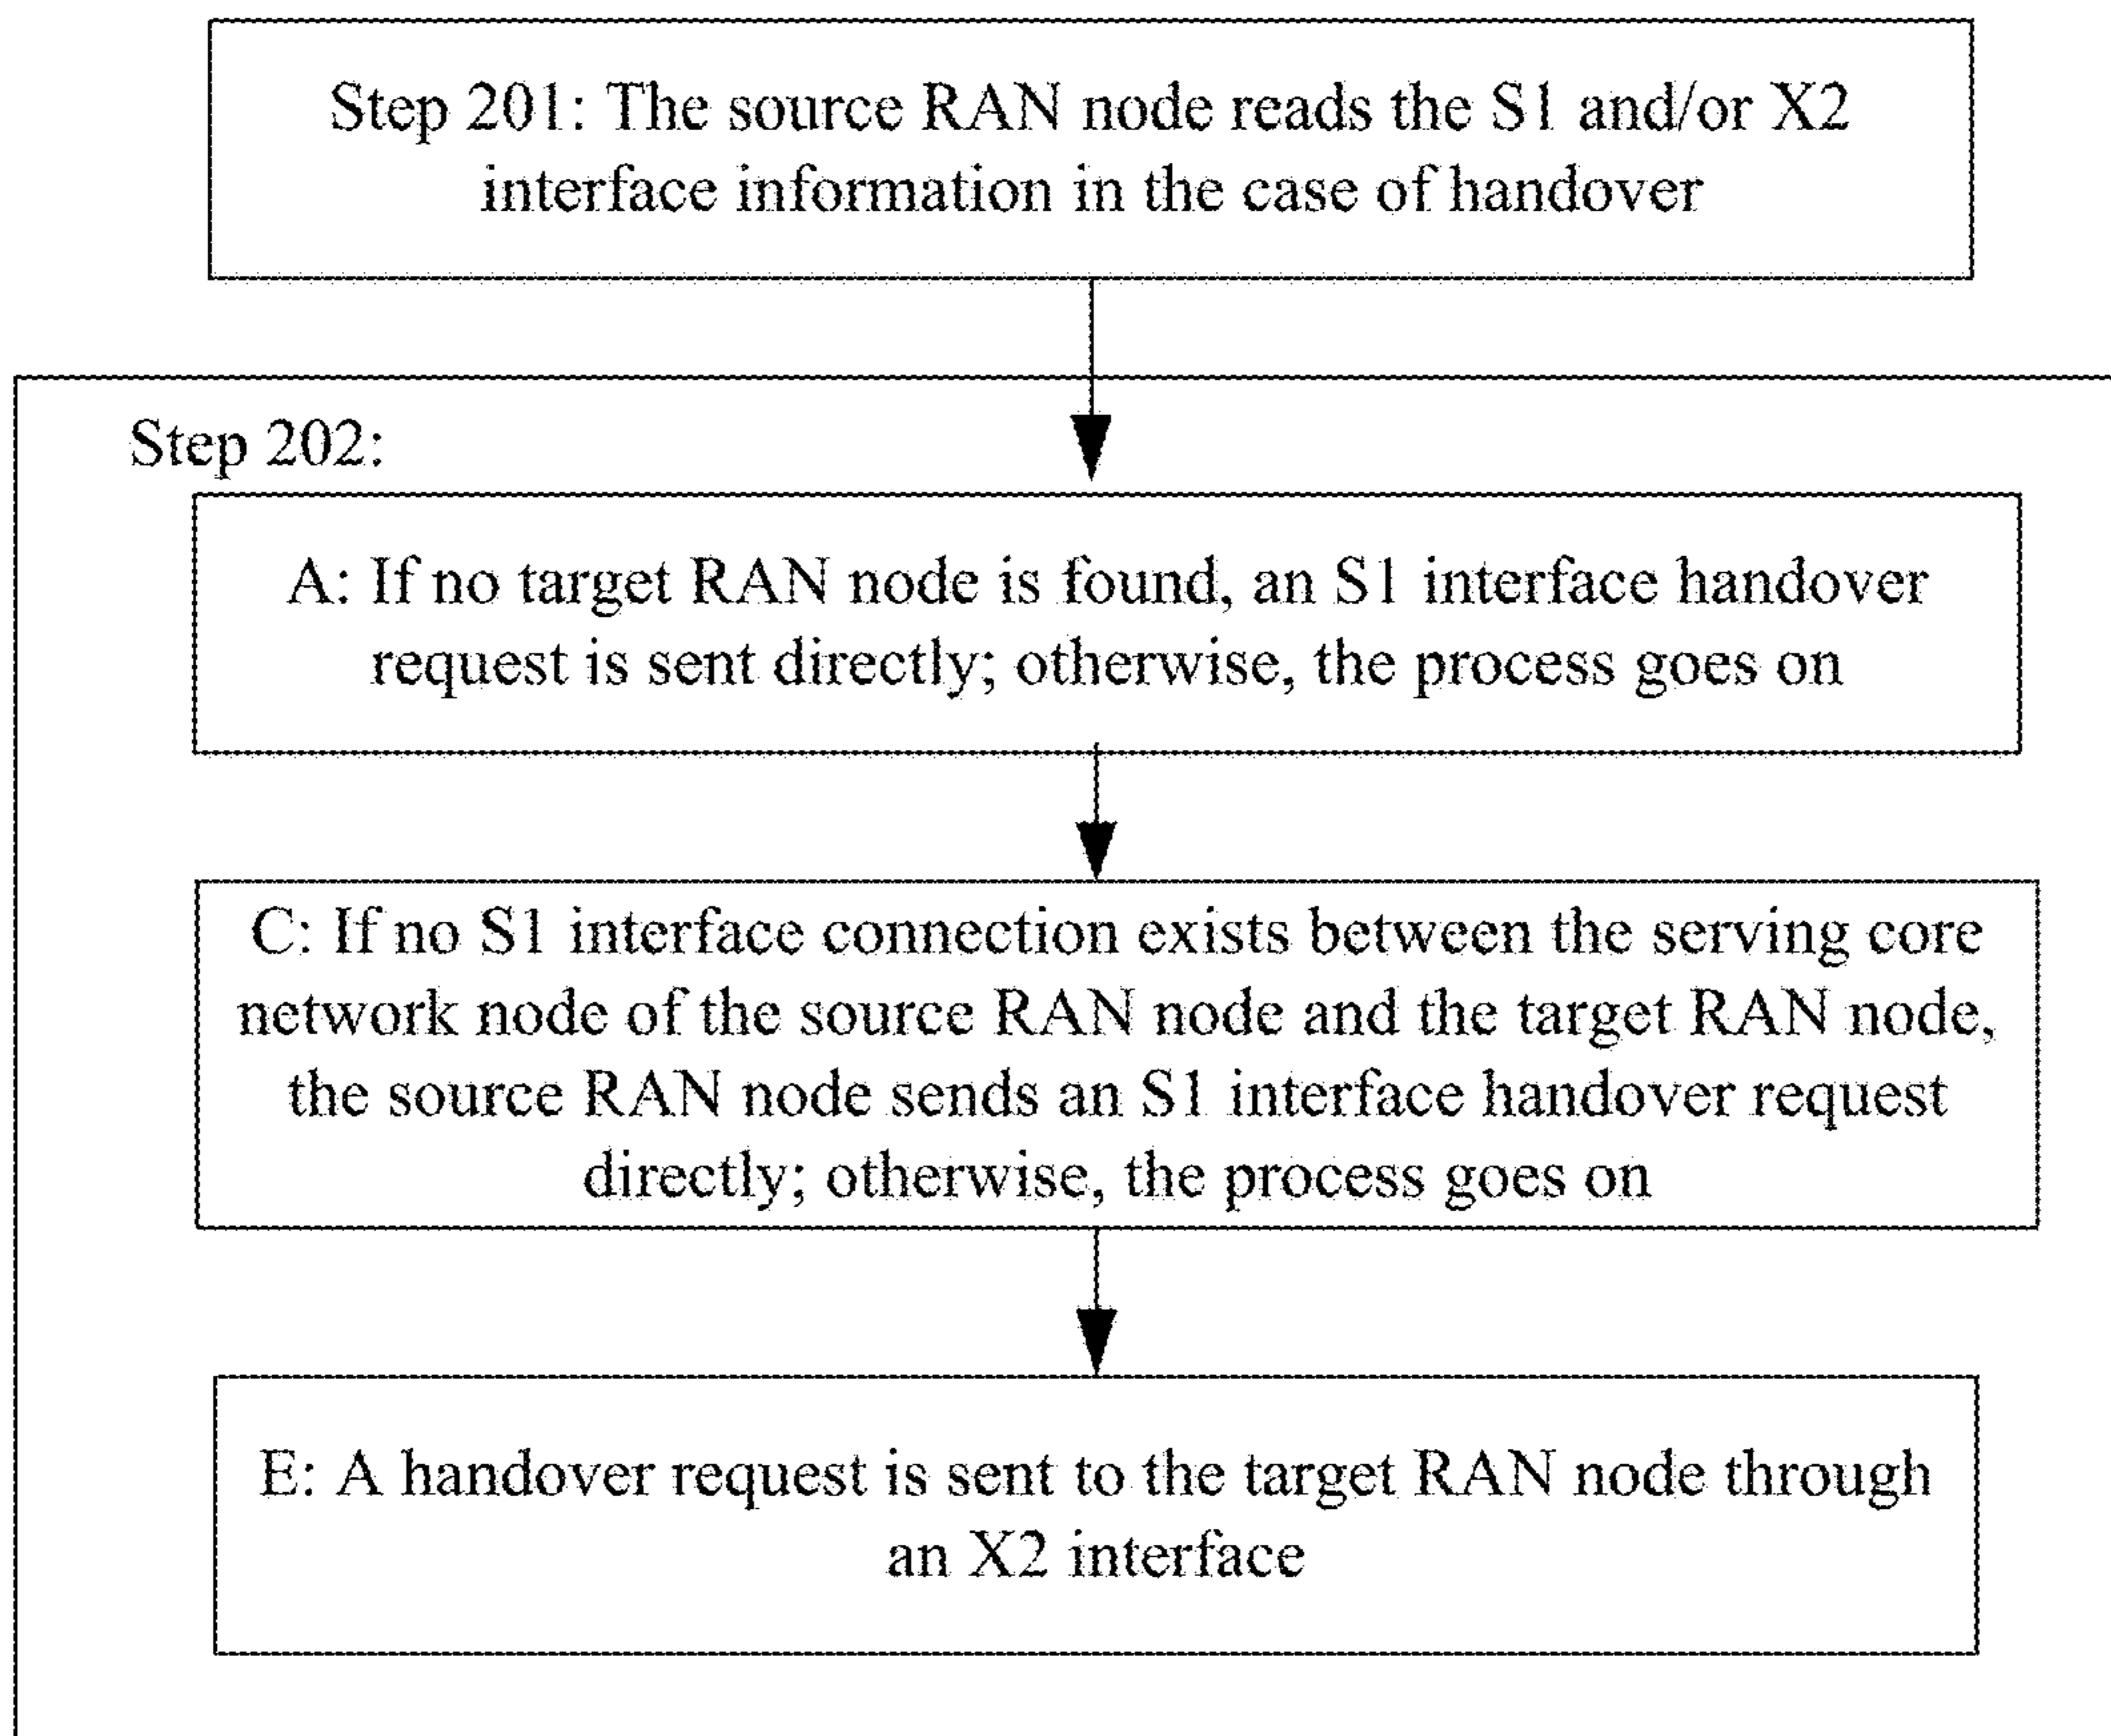 Step 201: The source RAN node reads the S1 and/or X2
interface information in the case of handover
Step 202:
A: If no target RAN node is found, an S1 interface handover
request is sent directly; otherwise, the process goes on
C: If no S1 interface connection exists between the serving core
network node of the source RAN node and the target RAN node,
the source RAN node sends an S1 interface handover request
directly; otherwise, the process goes on
E: A handover request is sent to the target RAN node through
an X2 interface